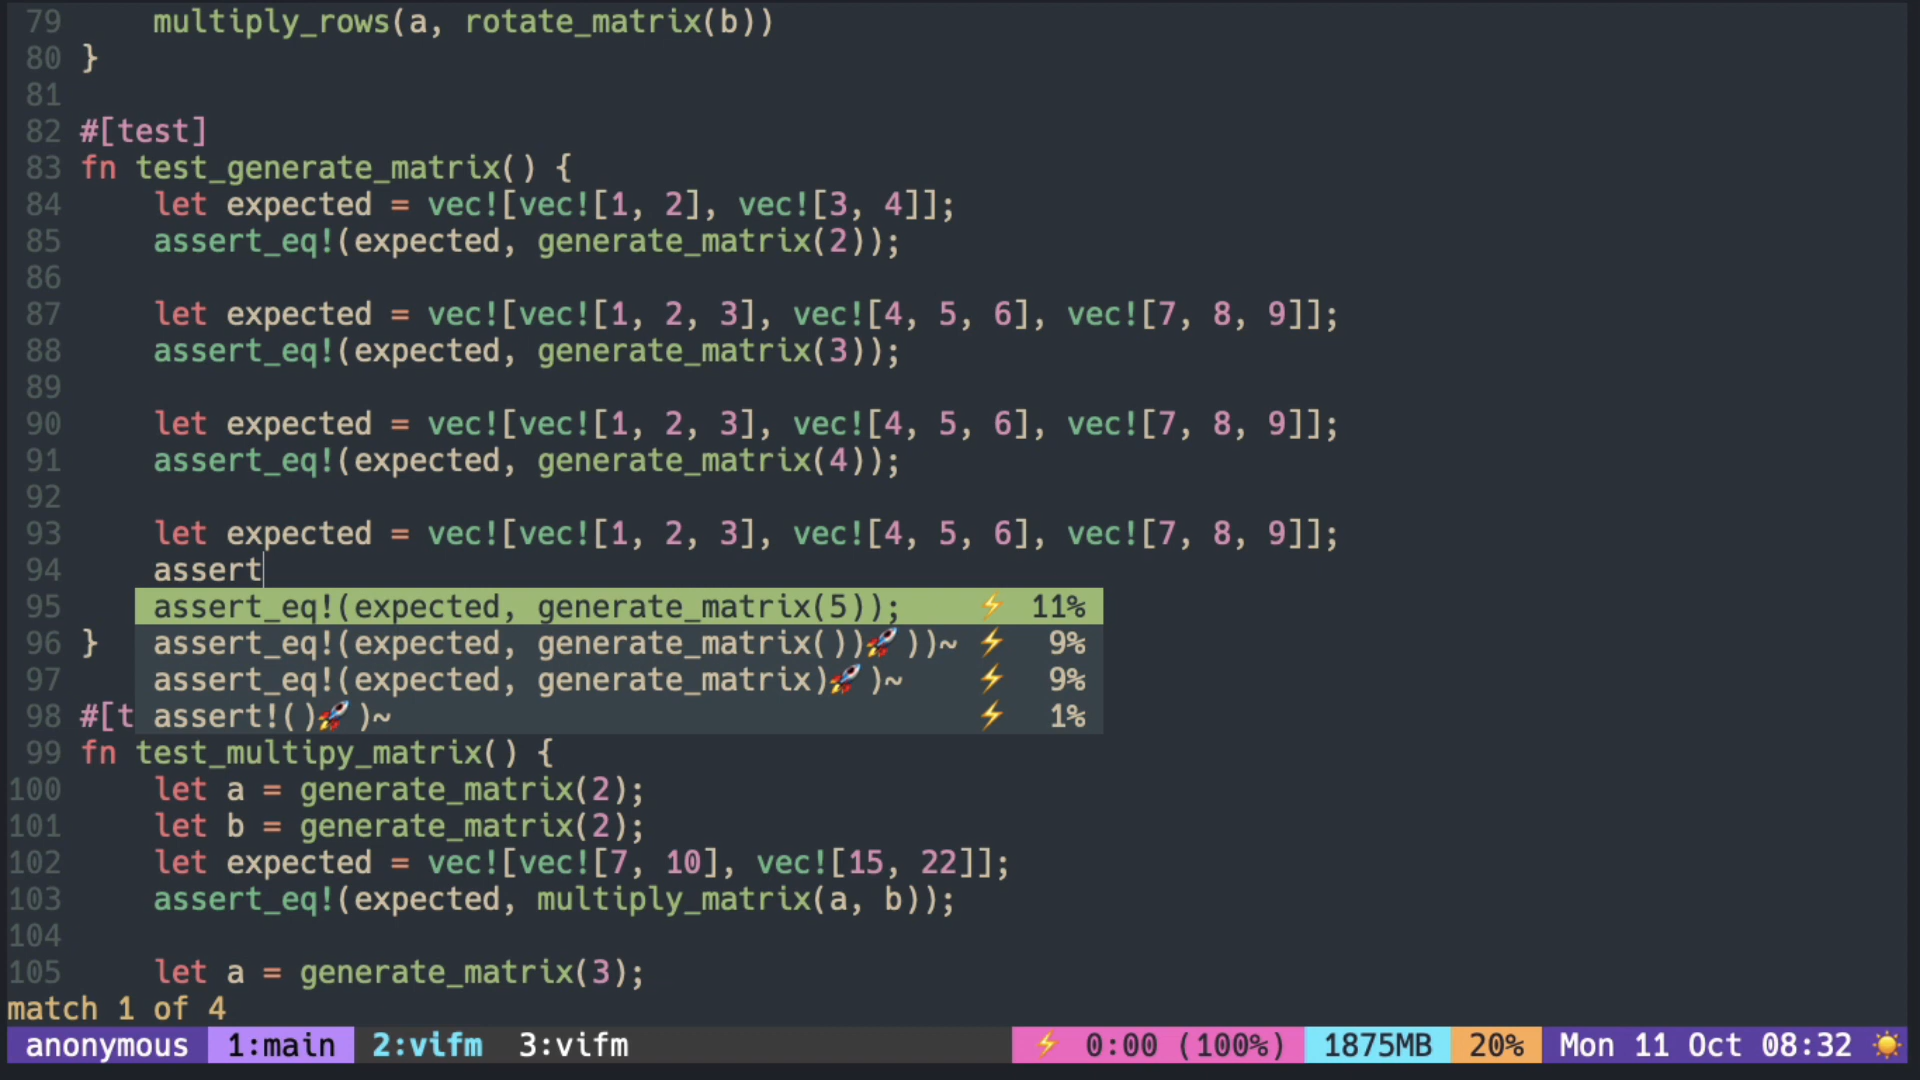 79     multiply_rows(a, rotate_matrix(b))
80 }
81
82 #[test]
83 fn test_generate_matrix() {
84     let expected = vec![vec![1, 2], vec![3, 4]];
85     assert_eq!(expected, generate_matrix(2));
86
87     let expected = vec![vec![1, 2, 3], vec![4, 5, 6], vec![7, 8, 9]];
88     assert_eq!(expected, generate_matrix(3));
89
90     let expected = vec![vec![1, 2, 3], vec![4, 5, 6], vec![7, 8, 9]];
91     assert_eq!(expected, generate_matrix(4));
92
93     let expected = vec![vec![1, 2, 3], vec![4, 5, 6], vec![7, 8, 9]];
94     assert
95     assert_eq!(expected, generate_matrix(5)); ⚡ 11%
96 } assert_eq!(expected, generate_matrix())🚀))~ ⚡ 9%
97     assert_eq!(expected, generate_matrix)🚀)~ ⚡ 9%
98 #[t assert!()🚀)~ ⚡ 1%
99 fn test_multipy_matrix() {
100     let a = generate_matrix(2);
101     let b = generate_matrix(2);
102     let expected = vec![vec![7, 10], vec![15, 22]];
103     assert_eq!(expected, multiply_matrix(a, b));
104
105     let a = generate_matrix(3);
match 1 of 4
anonymous 1:main 2:vifm 3:vifm ⚡ 0:00 (100%) 1875MB 20% Mon 11 Oct 08:32 ☀️